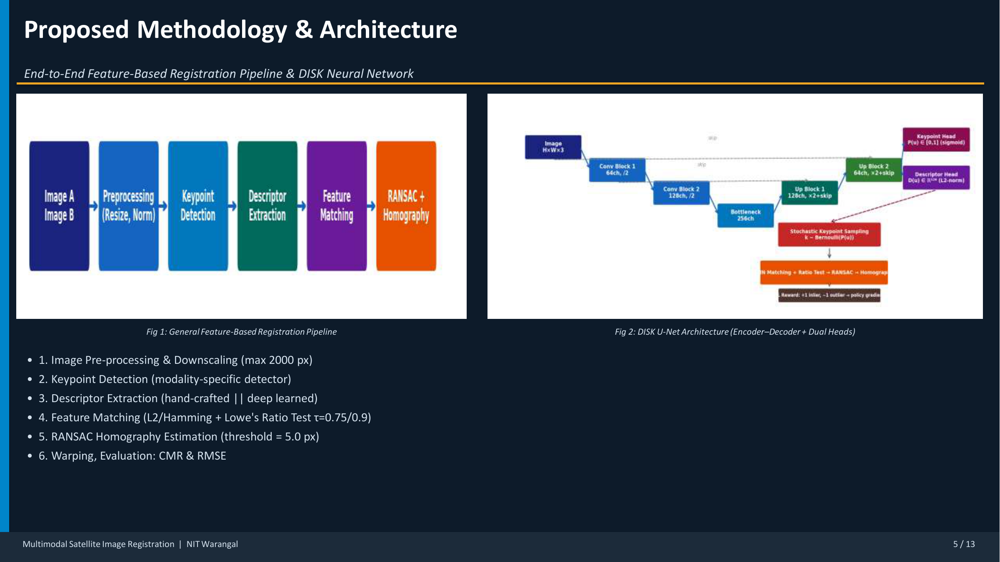 Proposed Methodology & Architecture
End-to-End Feature-Based Registration Pipeline & DISK Neural Network
Image A
Image B
Preprocessing
(Resize, Norm)
Keypoint
Detection
Descriptor
Extraction
Feature
Matching
RANSAC +
Homography
Fig 1: General Feature-Based Registration Pipeline
Image
H×W×3
skip
Conv Block 1
64ch, /2
skip
Conv Block 2
128ch, /2
Bottleneck
256ch
Up Block 1
128ch, ×2+skip
Up Block 2
64ch, ×2+skip
Keypoint Head
P(u) ∈ [0,1] (sigmoid)
Descriptor Head
D(u) ∈ (L2-norm)
Stochastic Keypoint Sampling
k ~ Bernoulli(P(u))
N Matching + Ratio Test → RANSAC → Homograp
Reward: +1 inlier, −1 outlier → policy gradie
Fig 2: DISK U-Net Architecture (Encoder–Decoder + Dual Heads)
• 1. Image Pre-processing & Downscaling (max 2000 px)
• 2. Keypoint Detection (modality-specific detector)
• 3. Descriptor Extraction (hand-crafted || deep learned)
• 4. Feature Matching (L2/Hamming + Lowe's Ratio Test τ=0.75/0.9)
• 5. RANSAC Homography Estimation (threshold = 5.0 px)
• 6. Warping, Evaluation: CMR & RMSE
Multimodal Satellite Image Registration | NIT Warangal
5 / 13